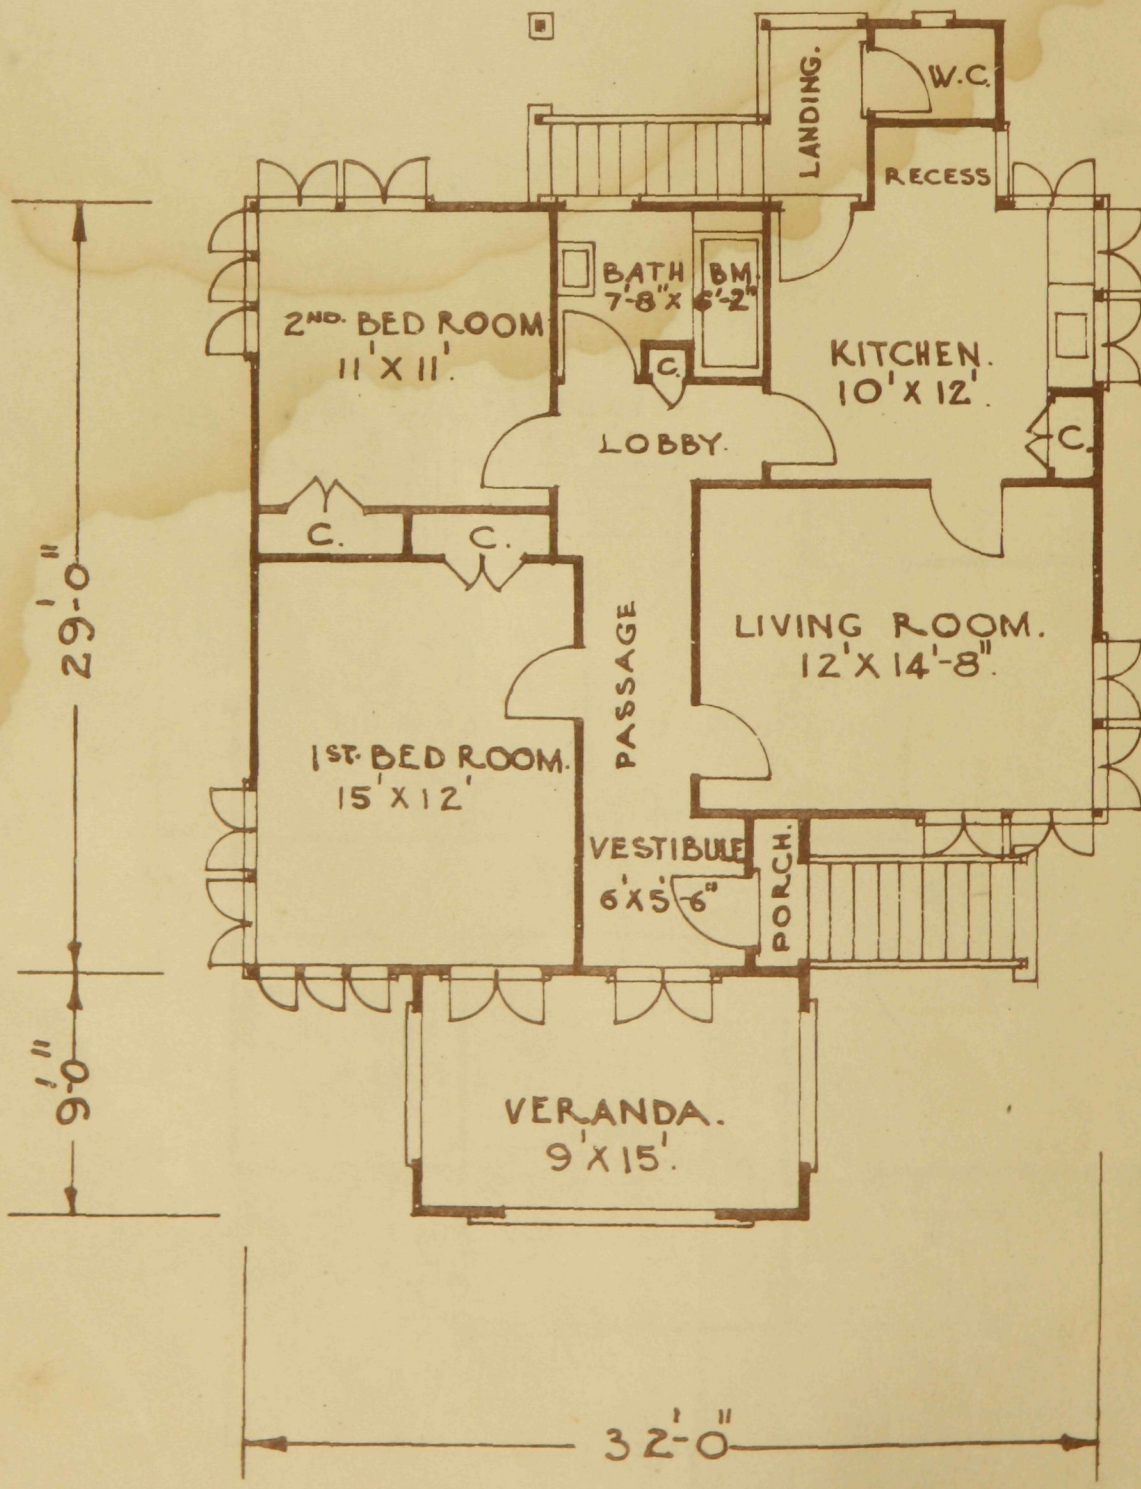 LANDING.
W.C.
RECESS
BATH BM.
7'-8" X 6'-2"
2ND. BED ROOM
11' X 11'.
C.
KITCHEN.
10' X 12'.
LOBBY.
C.
C.
C.
29'-0"
PASSAGE
LIVING ROOM.
12' X 14'-8".
1ST. BED ROOM.
15' X 12'
VESTIBULE
6' X 5'-6"
PORCH.
9'-0"
VERANDA.
9' X 15'.
32'-0"